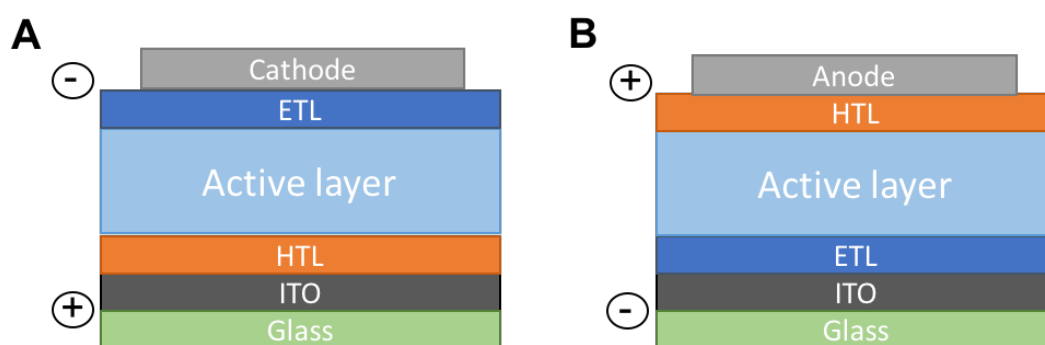 A
-
Cathode
ETL
Active layer
HTL
ITO
+
Glass
B
+
Anode
HTL
Active layer
ETL
ITO
-
Glass